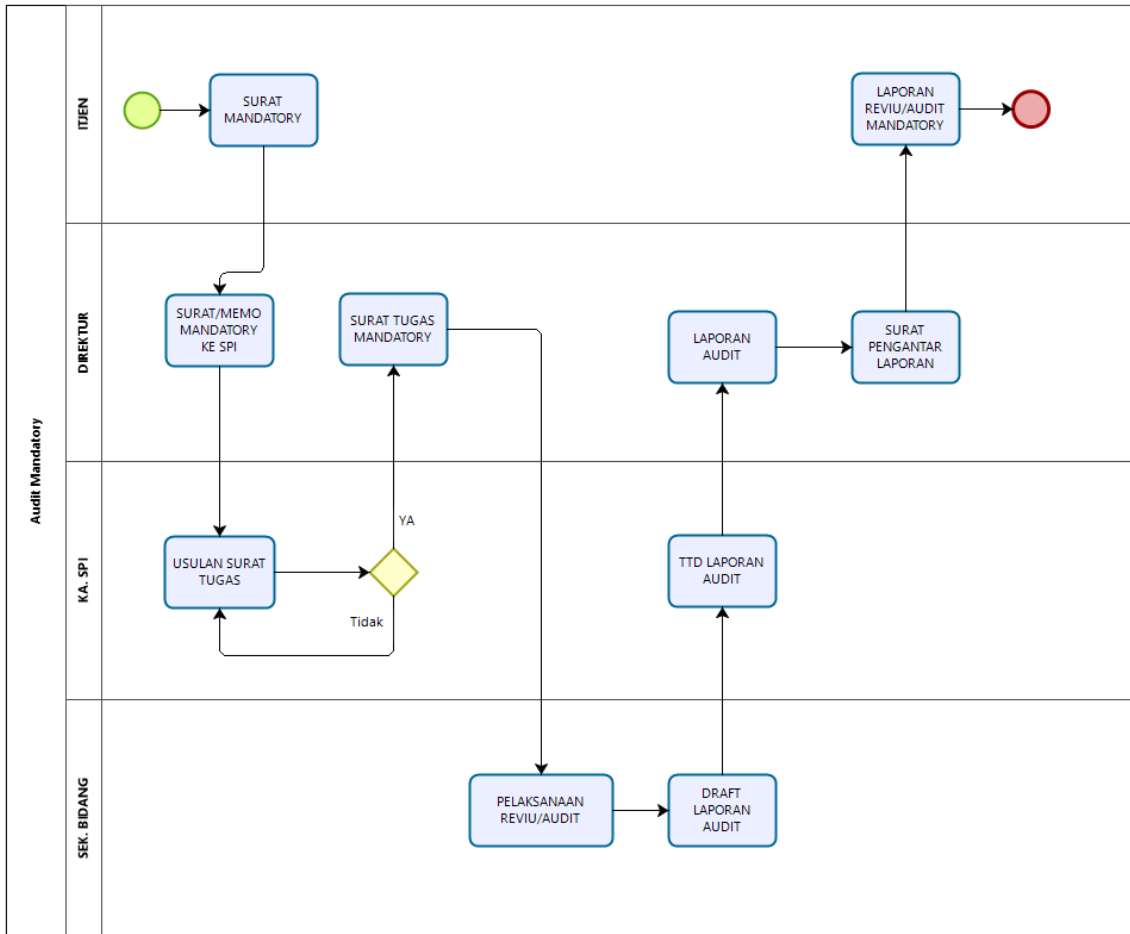 Audit Mandatory
ITJEN
SURAT
MANDATORY
LAPORAN
REVIU/AUDIT
MANDATORY
DIREKTUR
SURAT/MEMO
MANDATORY
KE SPI
SURAT TUGAS
MANDATORY
LAPORAN
AUDIT
SURAT
PENGANTAR
LAPORAN
KA. SPI
USULAN SURAT
TUGAS
YA
Tidak
TTD LAPORAN
AUDIT
SEK. BIDANG
PELAKSANAAN
REVIU/AUDIT
DRAFT
LAPORAN
AUDIT